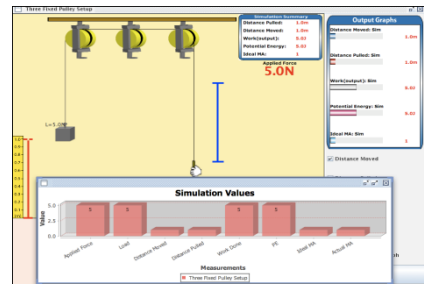 Three Fixed Pulley Setup
Simulation Summary
Distance Pulled: 1.0m
Distance Moved: 1.0m
Work(output):
Potential Energy:
Ideal MA: 1
Applied Force
5.0N
Output Graphs
Distance Moved: Sim
1.0m
Distance Pulled: Sim
1.0m
Work(output): Sim
Potential Energy: Sim
Ideal MA: Sim
1
Distance Moved
Simulation Values
Value
5.0
2.5
0.0
5 5 5 5
Applied Force
Load
Distance Moved
Distance Pulled
Work Done
PE
Ideal MA
Actual MA
Measurements
Three Fixed Pulley Setup